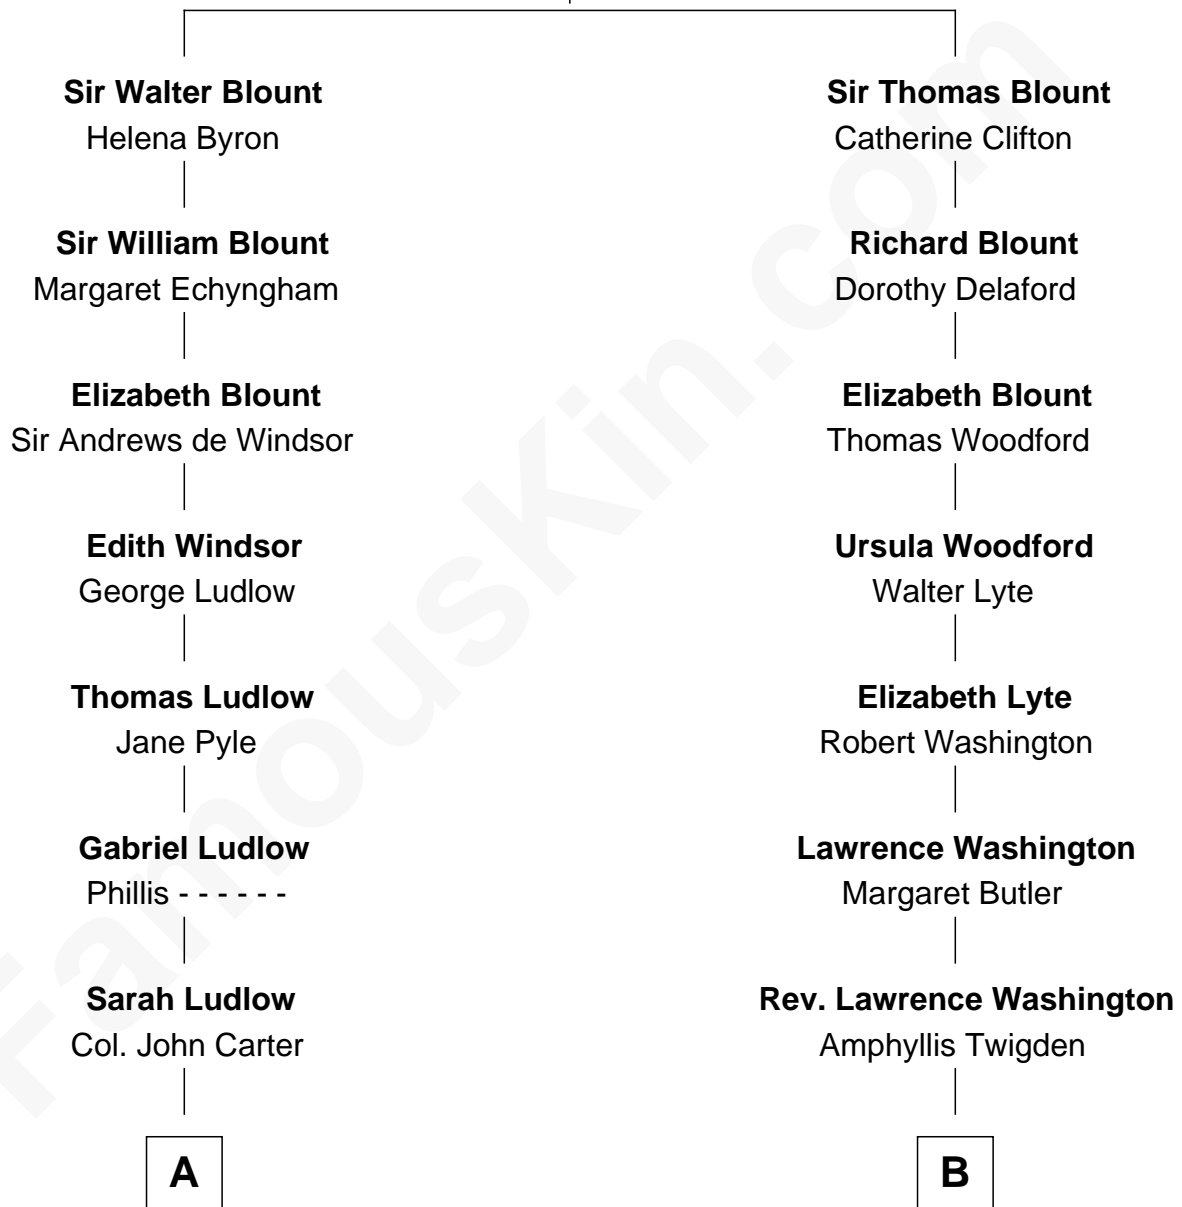 Sir Walter Blount
Helena Byron
Sir William Blount
Margaret Echyngham
Elizabeth Blount
Sir Andrews de Windsor
Edith Windsor
George Ludlow
Thomas Ludlow
Jane Pyle
Gabriel Ludlow
Phillis - - - - - -
Sarah Ludlow
Col. John Carter
A
Sir Thomas Blount
Catherine Clifton
Richard Blount
Dorothy Delaford
Elizabeth Blount
Thomas Woodford
Ursula Woodford
Walter Lyte
Elizabeth Lyte
Robert Washington
Lawrence Washington
Margaret Butler
Rev. Lawrence Washington
Amphyllis Twigden
B
FamousKin.com